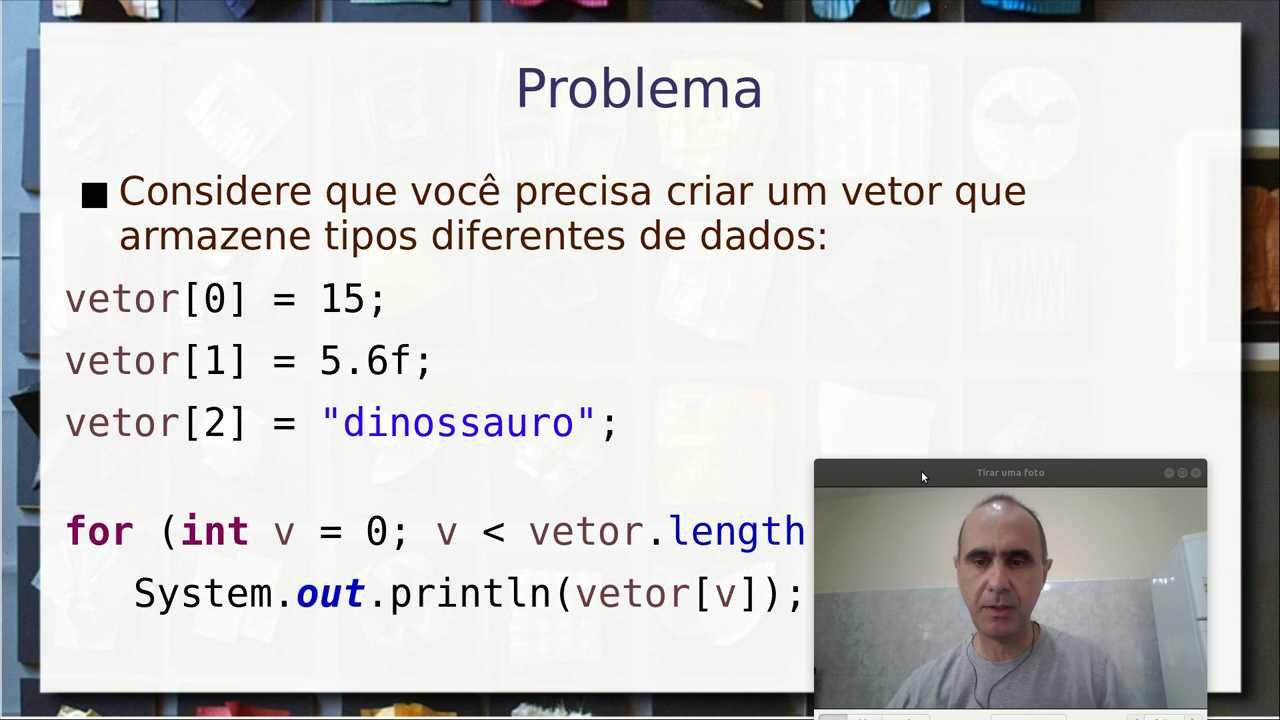 Problema
Considere que você precisa criar um vetor que
armazene tipos diferentes de dados:
vetor[0] = 15;
vetor[1] = 5.6f;
vetor[2] = "dinossauro";
for (int v = 0; v < vetor.length
System.out.println(vetor[v]);
Tirar uma foto